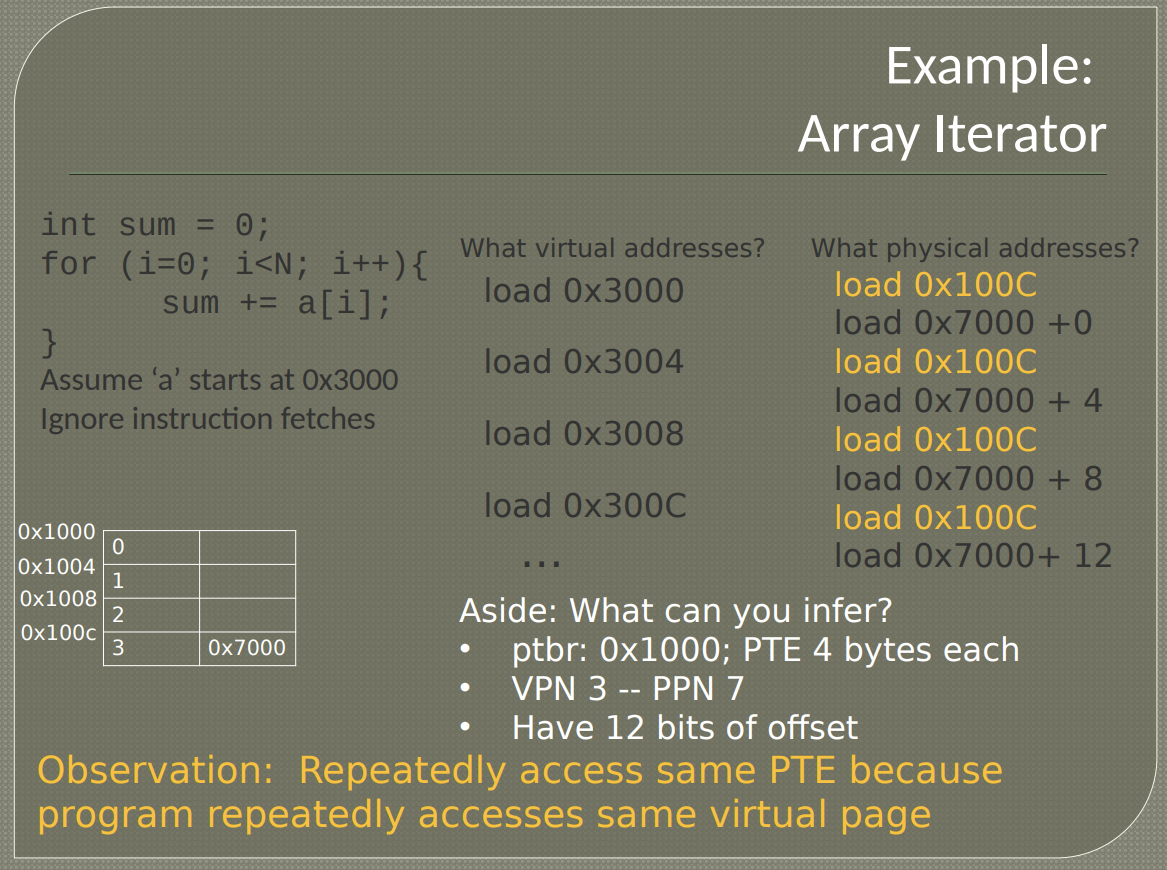 Example:
Array Iterator
int sum = 0;
for (i=0; i<N; i++){
sum += a[i];
}
Assume ‘a’ starts at 0x3000
Ignore instruction fetches
What virtual addresses?
load 0x3000
load 0x3004
load 0x3008
load 0x300C
...
What physical addresses?
load 0x100C
load 0x7000 +0
load 0x100C
load 0x7000 + 4
load 0x100C
load 0x7000 + 8
load 0x100C
load 0x7000+ 12
0x1000
0
0x1004
1
0x1008
2
0x100c
3 0x7000
Aside: What can you infer?
• ptbr: 0x1000; PTE 4 bytes each
• VPN 3 -- PPN 7
• Have 12 bits of offset
Observation: Repeatedly access same PTE because
program repeatedly accesses same virtual page